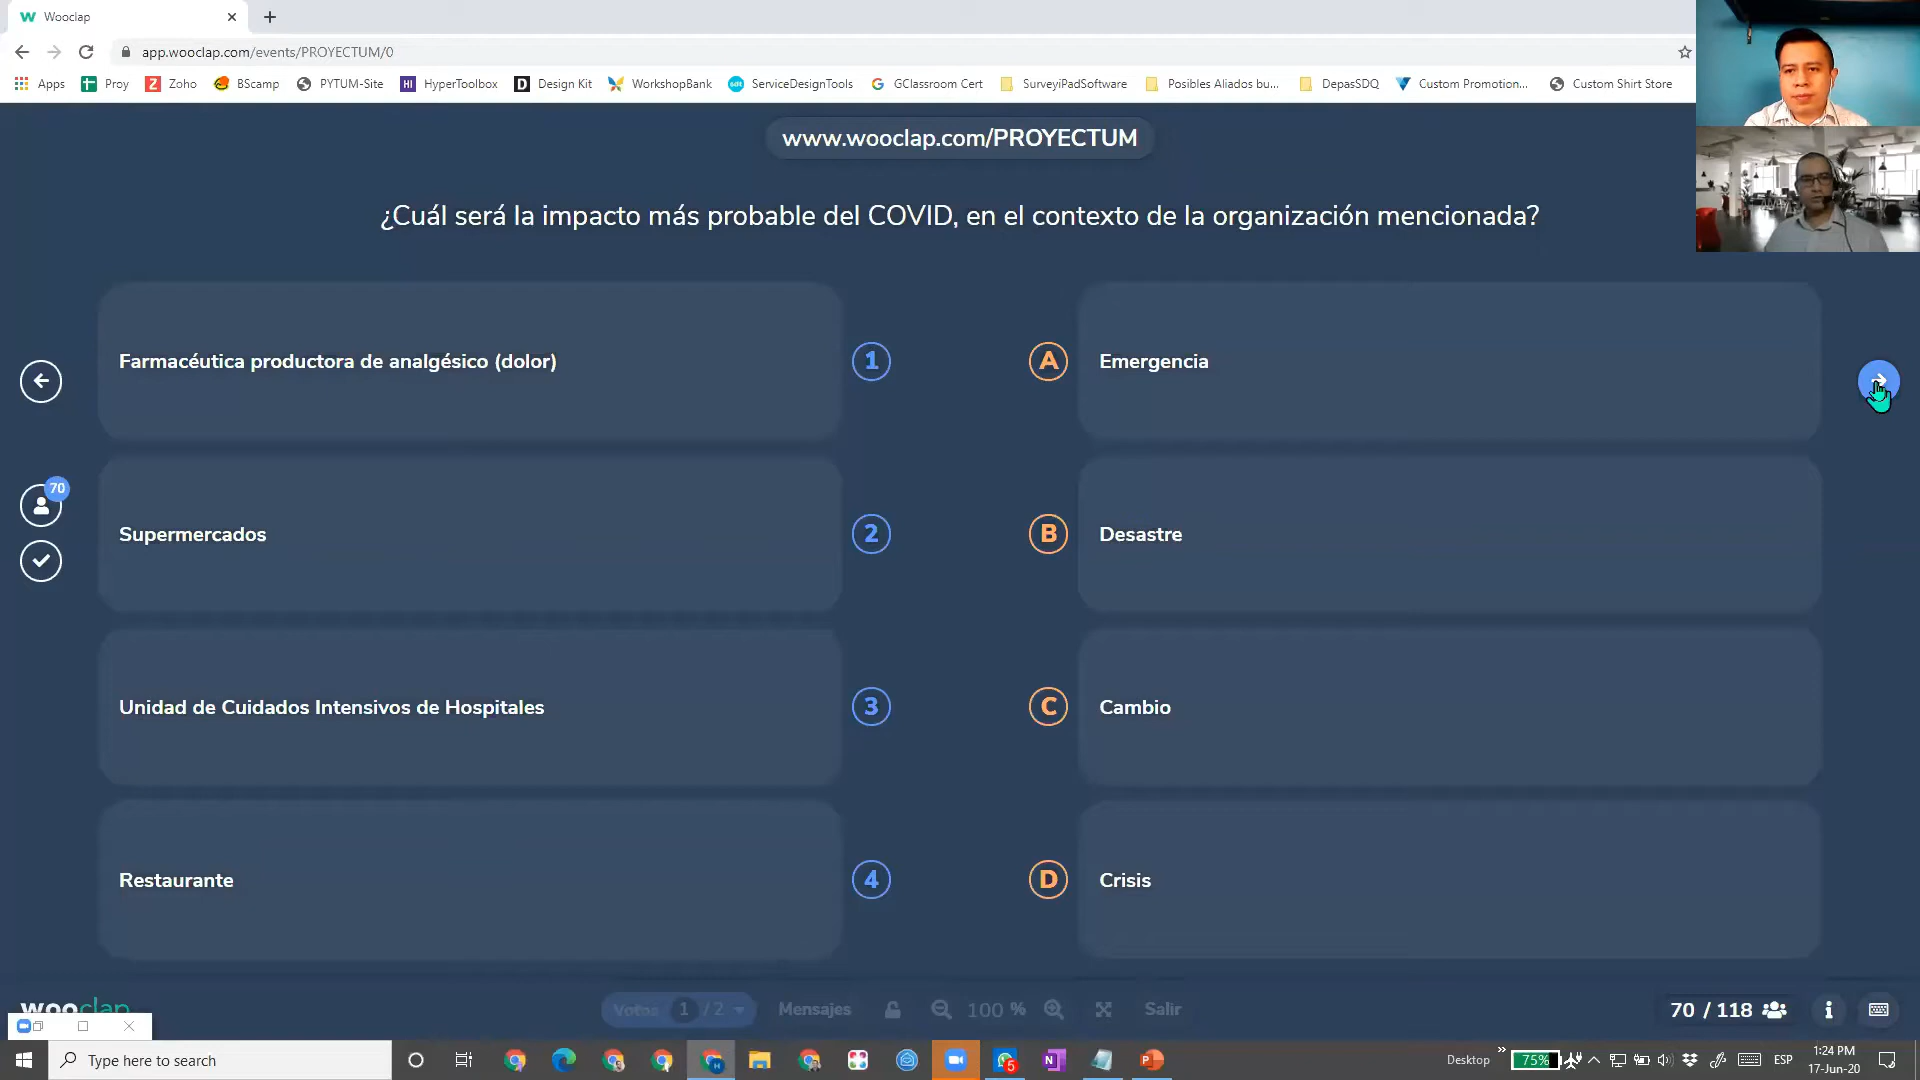 Wooclap
app.wooclap.com/events/PROYECTUM/0
Apps Proy Zoho BScamp PYTUM-Site HyperToolbox Design Kit WorkshopBank ServiceDesignTools GClassroom Cert SurveyiPadSoftware Posibles Aliados bu... DepasSDQ Custom Promotion... Custom Shirt Store
www.wooclap.com/PROYECTUM
¿Cuál será la impacto más probable del COVID, en el contexto de la organización mencionada?
Farmacéutica productora de analgésico (dolor) 1 A Emergencia
70
Supermercados 2 B Desastre
Unidad de Cuidados Intensivos de Hospitales 3 C Cambio
Restaurante 4 D Crisis
wooclap Votos 1 / 2 Mensajes 100 % Salir 70 / 118
Type here to search 5 Desktop 75% ESP 1:24 PM
17-Jun-20